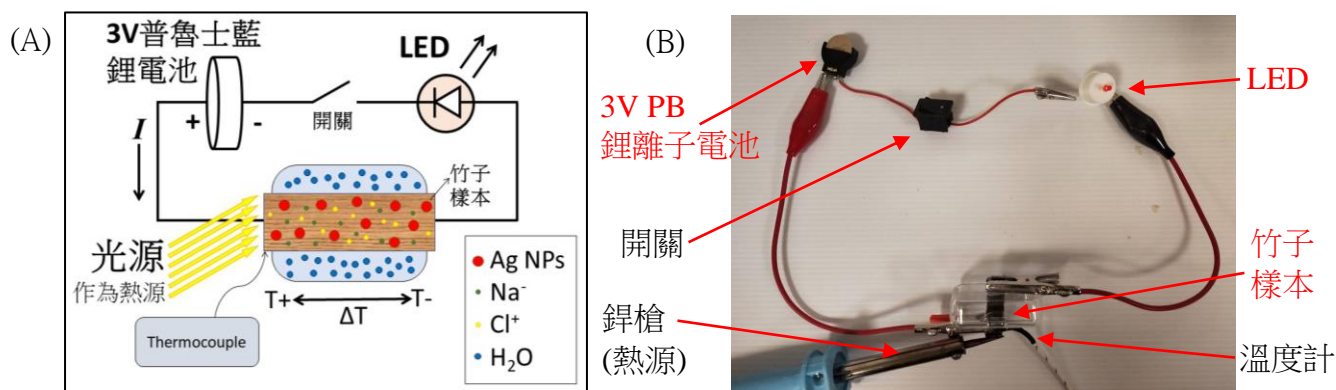 (A)
3V普魯士藍
鋰電池
LED
+
-
開關
I
竹子
樣本
光源
作為熱源
T+
T-
ΔT
Thermocouple
Ag NPs
Na⁻
Cl⁺
H₂O
(B)
3V PB
鋰離子電池
LED
開關
竹子
樣本
銲槍
(熱源)
溫度計